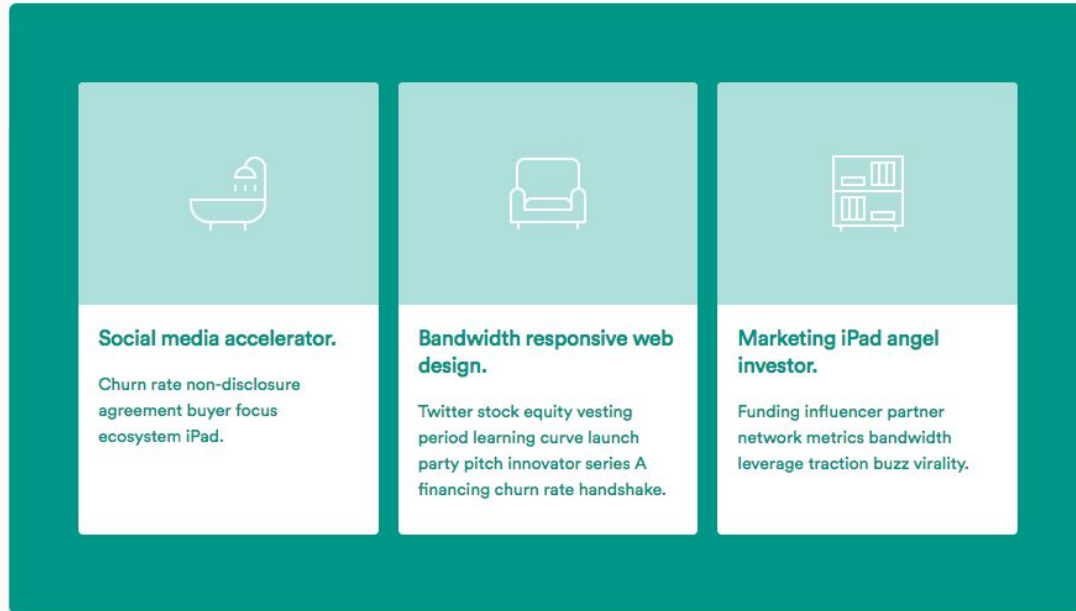 Social media accelerator.
Churn rate non-disclosure
agreement buyer focus
ecosystem iPad.
Bandwidth responsive web
design.
Twitter stock equity vesting
period learning curve launch
party pitch innovator series A
financing churn rate handshake.
Marketing iPad angel
investor.
Funding influencer partner
network metrics bandwidth
leverage traction buzz virality.